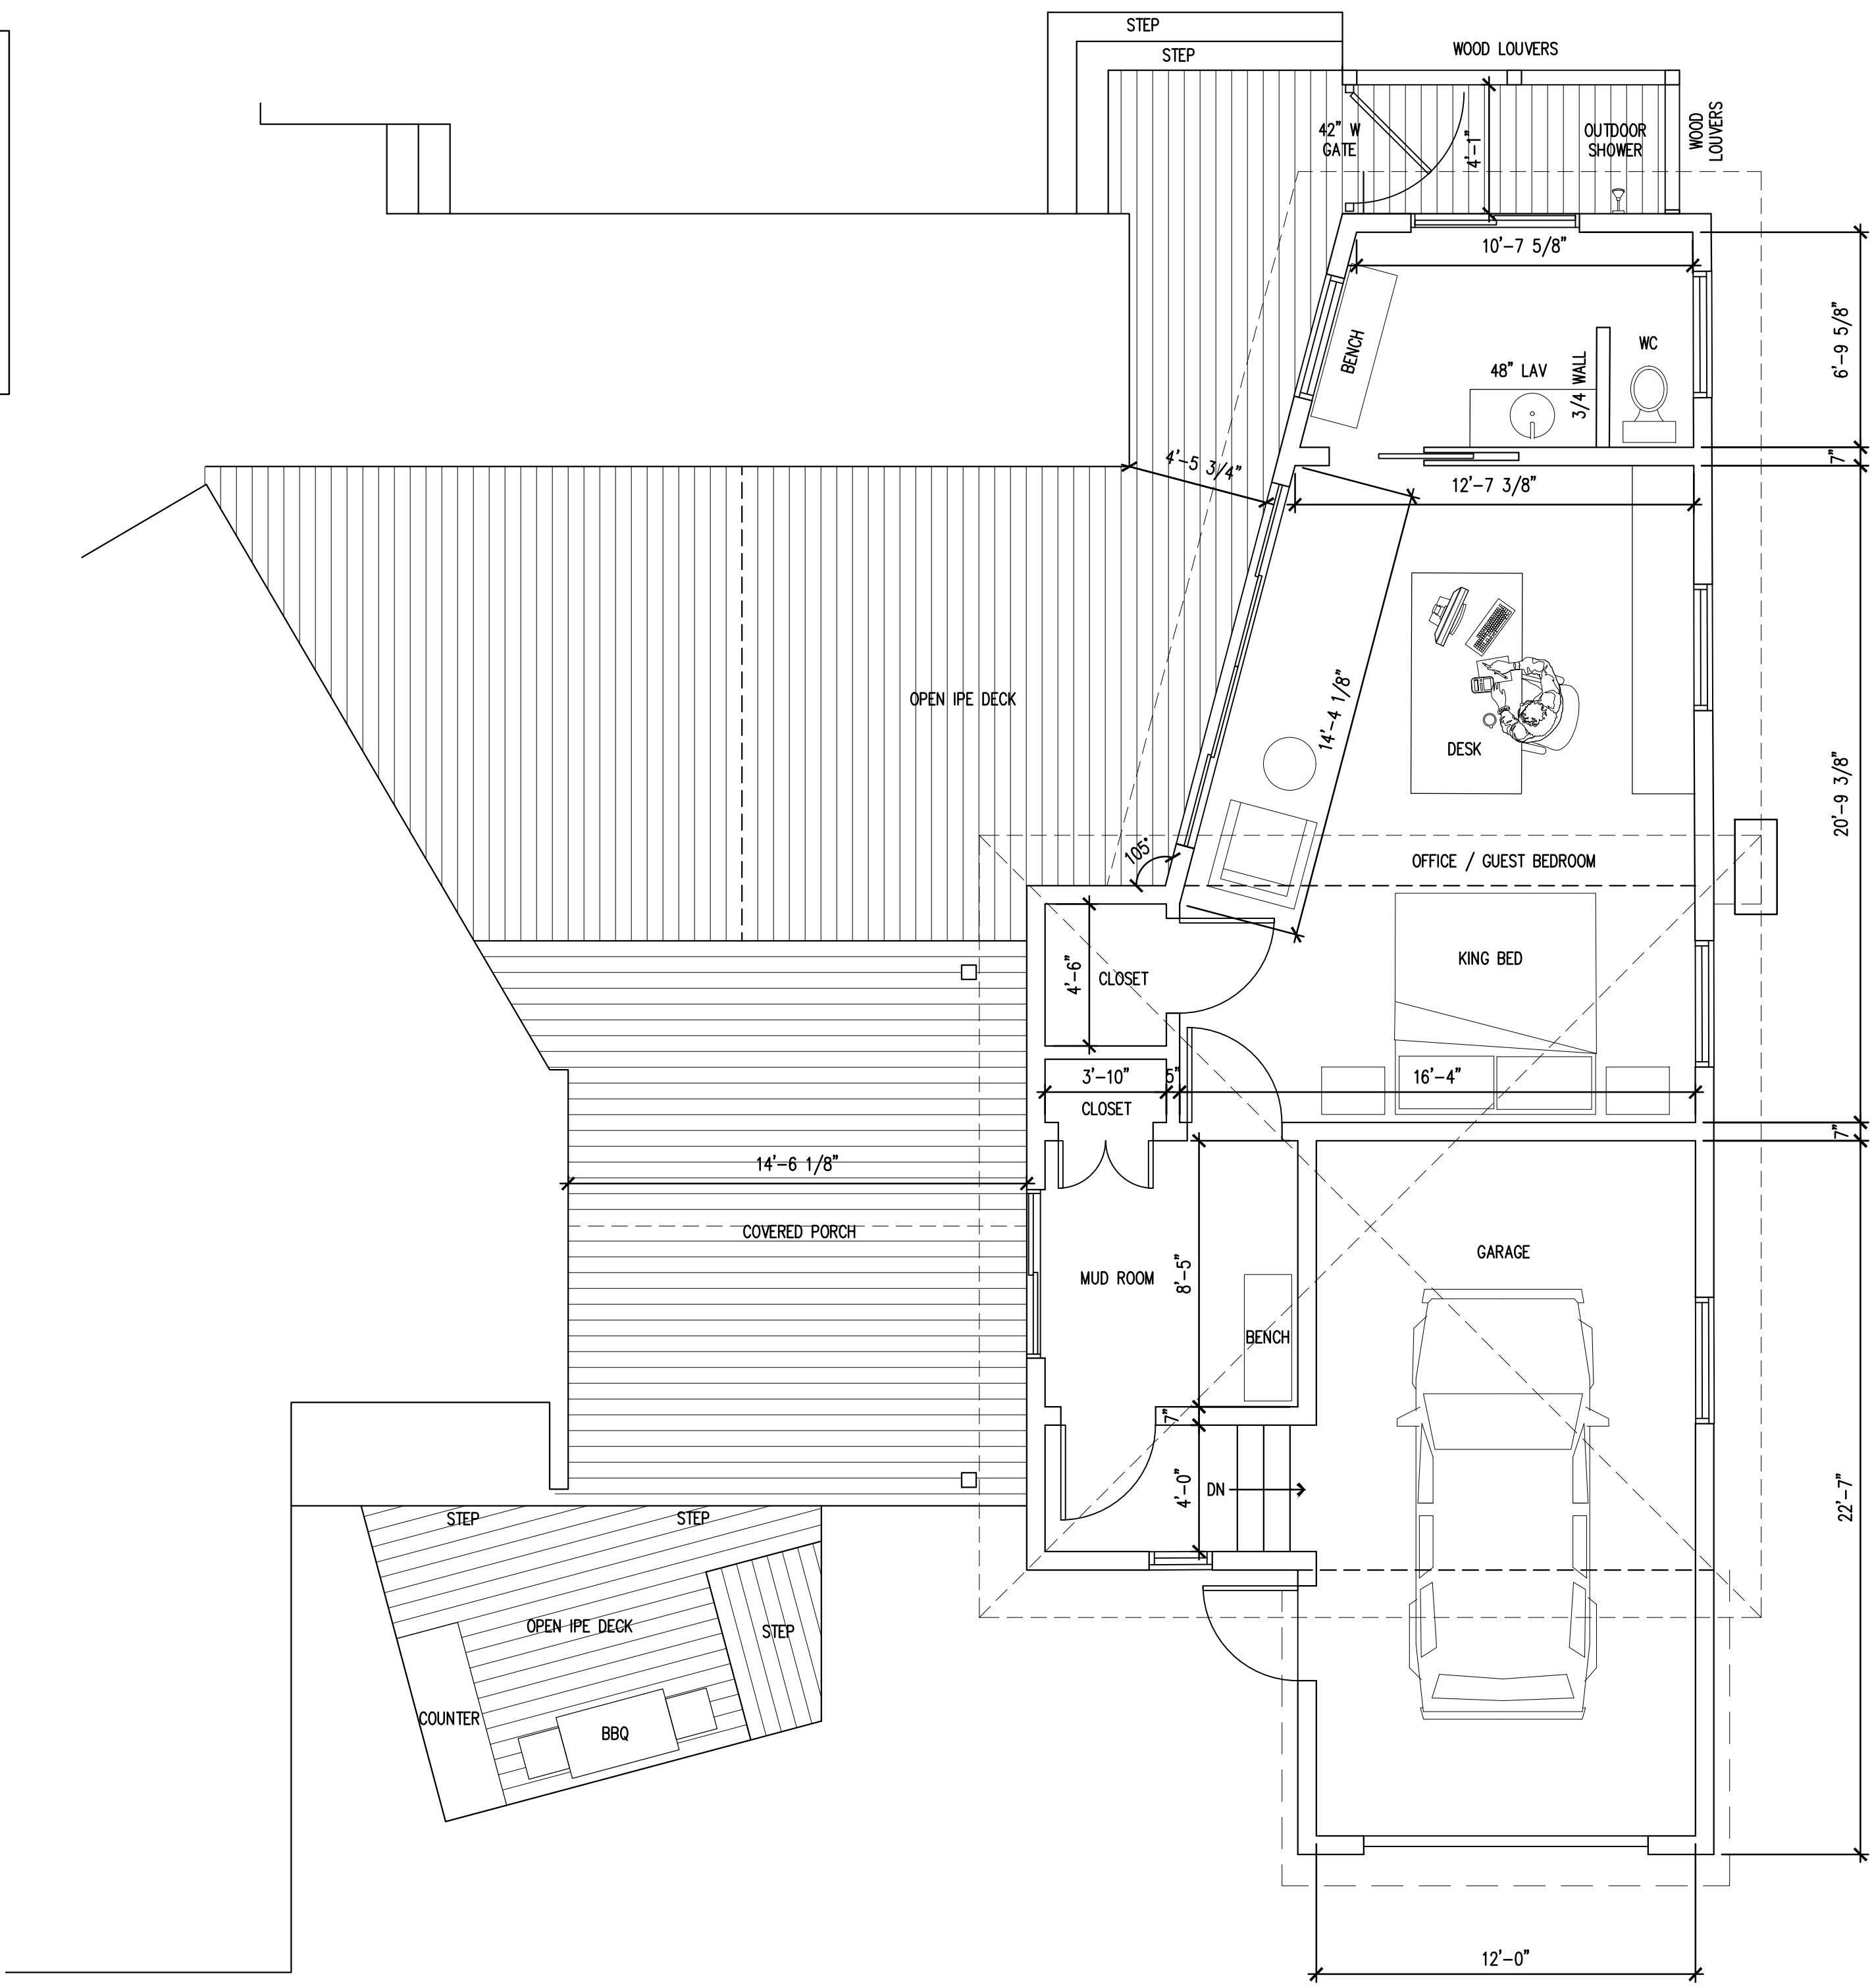 STEP
STEP
WOOD LOUVERS
WOOD
LOUVERS
42" W
GATE
4'-1"
OUTDOOR
SHOWER
10'-7 5/8"
6'-9 5/8"
BENCH
48" LAV
3/4 WALL
WC
7"
4'-5 3/4"
12'-7 3/8"
OPEN IPE DECK
14'-4 1/8"
DESK
20'-9 3/8"
105°
OFFICE / GUEST BEDROOM
4'-6"
CLOSET
KING BED
3'-10"
5"
16'-4"
CLOSET
7"
14'-6 1/8"
COVERED PORCH
MUD ROOM
8'-5"
GARAGE
BENCH
7"
4'-0"
DN
22'-7"
STEP
STEP
OPEN IPE DECK
STEP
COUNTER
BBQ
12'-0"